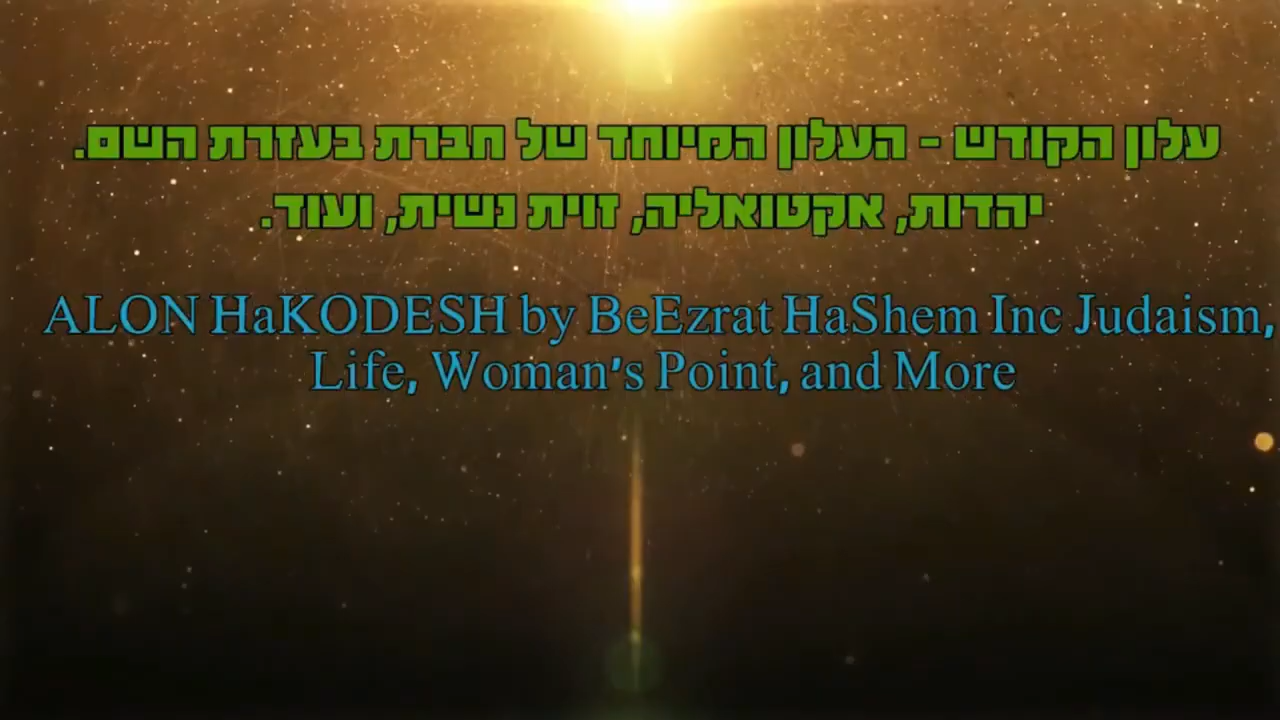 עלון הקודש - העלון המיוחד של חברת בעזרת השם.
יהדות, אקטואליה, זוית נשית, ועוד.
ALON HaKODESH by BeEzrat HaShem Inc Judaism,
Life, Woman's Point, and More